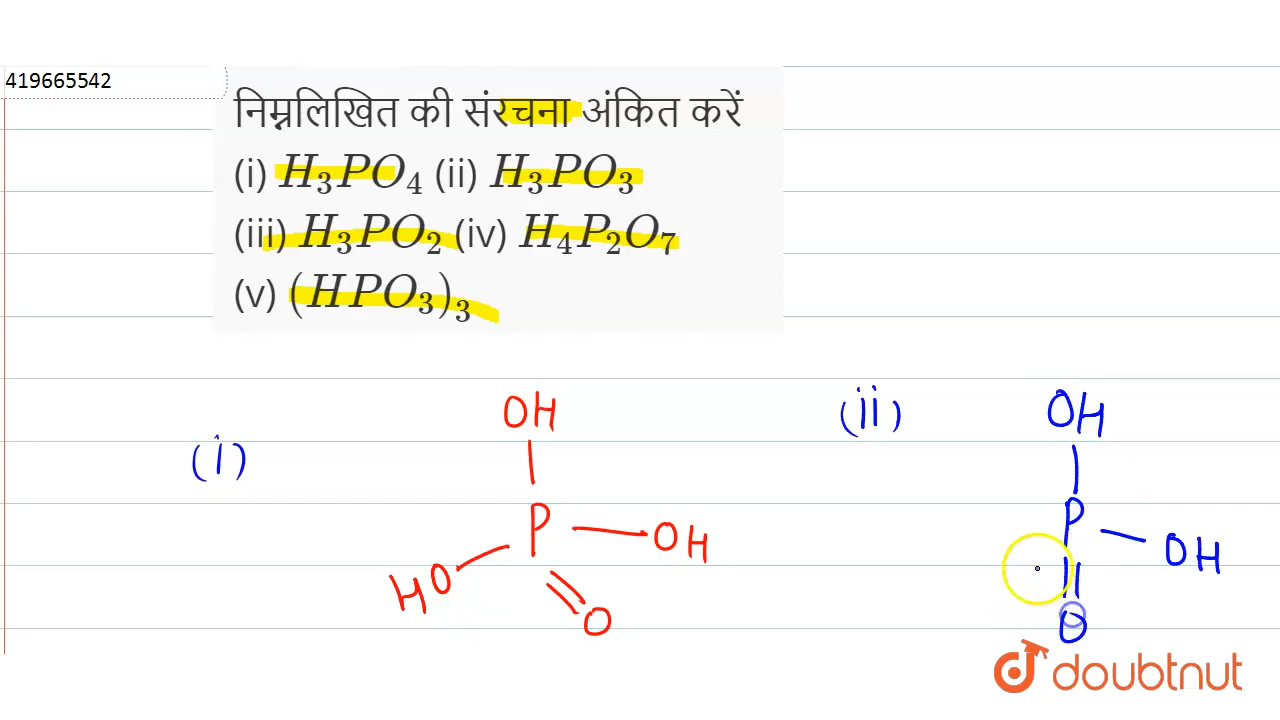 419665542
निम्नलिखित की संरचना अंकित करें
(i) H₃PO₄ (ii) H₃PO₃
(iii) H₃PO₂ (iv) H₄P₂O₇
(v) (HPO₃)₃
(i)
OH
P
OH
HO
O
(ii)
OH
P
OH
O
doubtnut